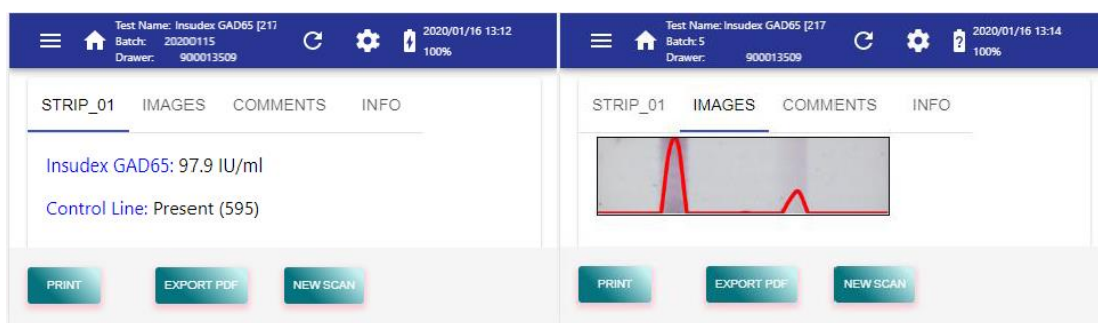 Test Name: Insudex GAD65 [217
Batch: 20200115
Drawer: 900013509
2020/01/16 13:12
100%
STRIP_01 IMAGES COMMENTS INFO
Insudex GAD65: 97.9 IU/ml
Control Line: Present (595)
PRINT EXPORT PDF NEW SCAN
Test Name: Insudex GAD65 [217
Batch: 5
Drawer: 900013509
2020/01/16 13:14
100%
STRIP_01 IMAGES COMMENTS INFO
PRINT EXPORT PDF NEW SCAN